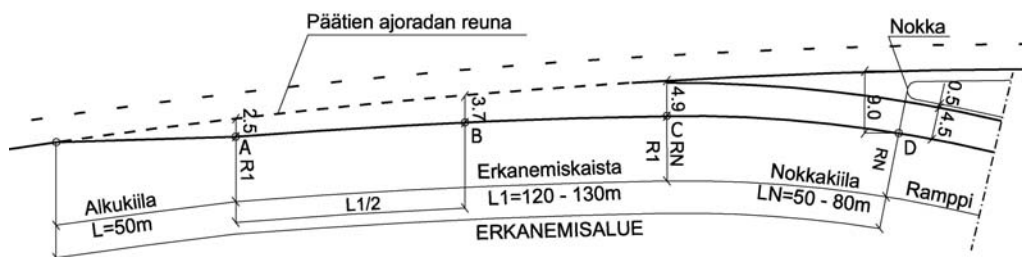 Päätien ajoradan reuna
Nokka
2.5
3.7
4.9
9.0
0.5
4.5
A
B
C
D
R1
R1
RN
RN
Alkukiila
L=50m
L1/2
Erkanemiskaista
L1=120 - 130m
Nokkakiila
LN=50 - 80m
Ramppi
ERKANEMISALUE